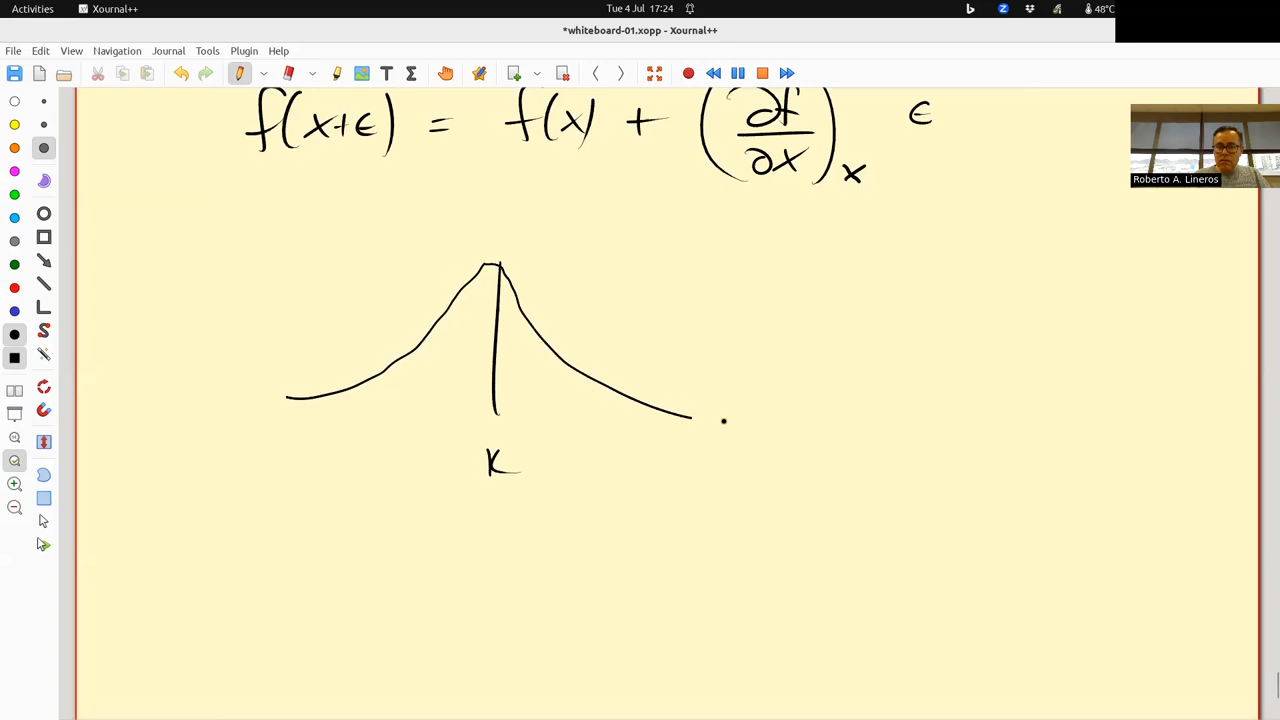 Activities Xournal++ Tue 4 Jul 17:24 48°C
*whiteboard-01.xopp - Xournal++
File Edit View Navigation Journal Tools Plugin Help
f(x+ϵ) = f(x) + (∂f/∂x)ₓ ϵ
Roberto A. Lineros
K